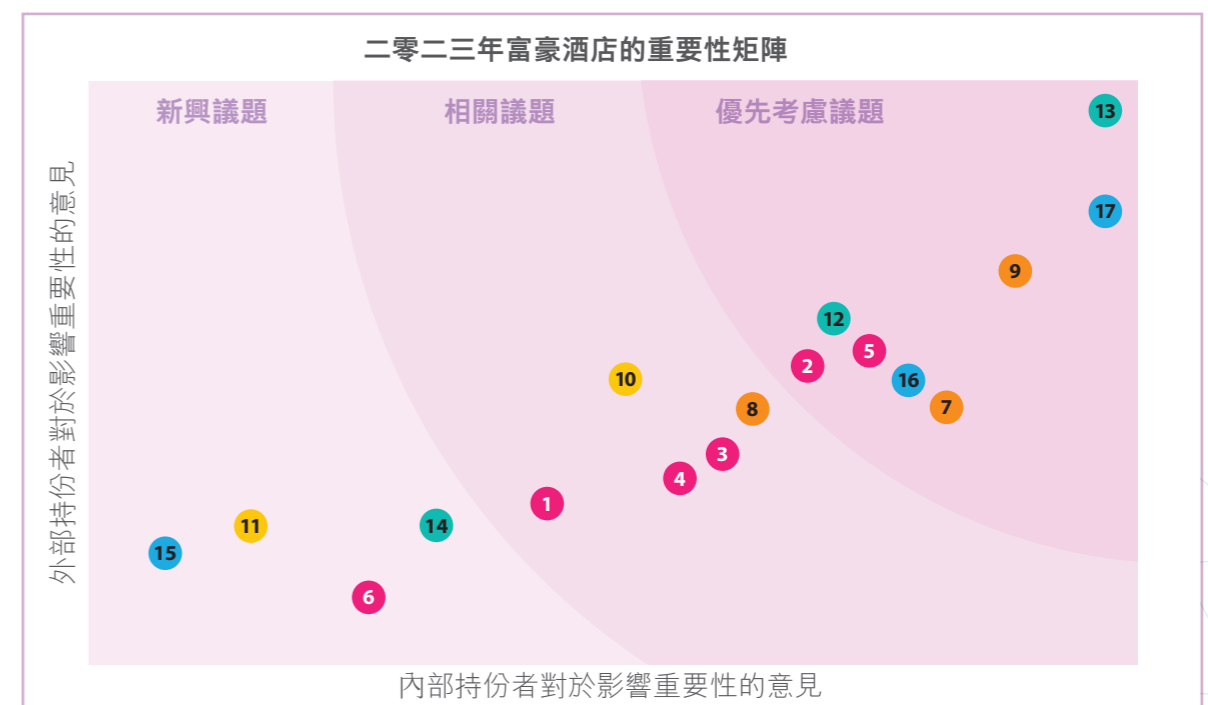 二零二三年富豪酒店的重要性矩陣
新興議題
相關議題
優先考慮議題
13
17
9
12
5
2
10
16
7
8
3
4
1
11
14
15
6
外部持份者對於影響重要性的意見
內部持份者對於影響重要性的意見